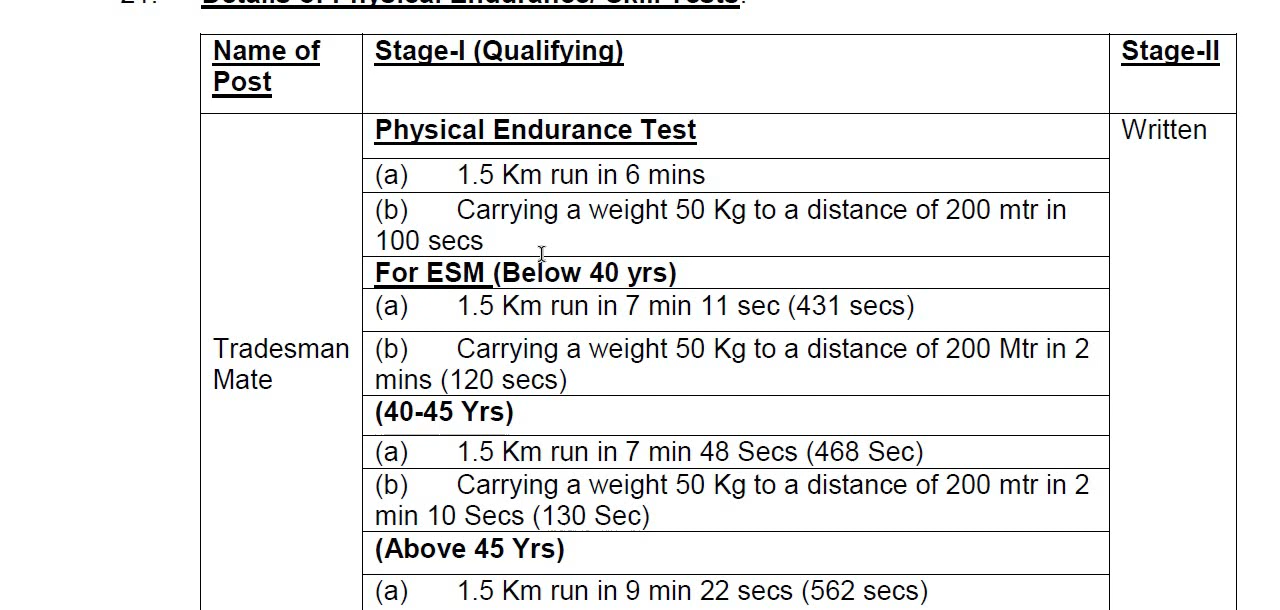 Name of
Post
Stage-I (Qualifying)
Stage-II
Physical Endurance Test
Written
(a) 1.5 Km run in 6 mins
(b) Carrying a weight 50 Kg to a distance of 200 mtr in
100 secs
For ESM (Below 40 yrs)
(a) 1.5 Km run in 7 min 11 sec (431 secs)
Tradesman
Mate
(b) Carrying a weight 50 Kg to a distance of 200 Mtr in 2
mins (120 secs)
(40-45 Yrs)
(a) 1.5 Km run in 7 min 48 Secs (468 Sec)
(b) Carrying a weight 50 Kg to a distance of 200 mtr in 2
min 10 Secs (130 Sec)
(Above 45 Yrs)
(a) 1.5 Km run in 9 min 22 secs (562 secs)